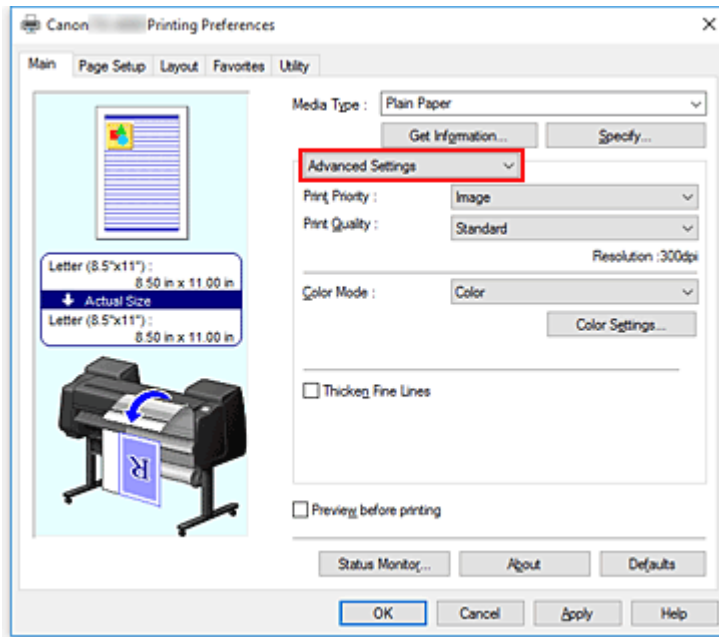 Canon Printing Preferences
Main Page Setup Layout Favorites Utility
Media Type : Plain Paper
Get Information... Specify...
Advanced Settings
Print Priority : Image
Print Quality : Standard
Resolution :300dpi
Color Mode : Color
Color Settings...
Thicken Fine Lines
Letter (8.5"x11") :
8.50 in x 11.00 in
Actual Size
Letter (8.5"x11") :
8.50 in x 11.00 in
R
Preview before printing
Status Monitor... About Defaults
OK Cancel Apply Help